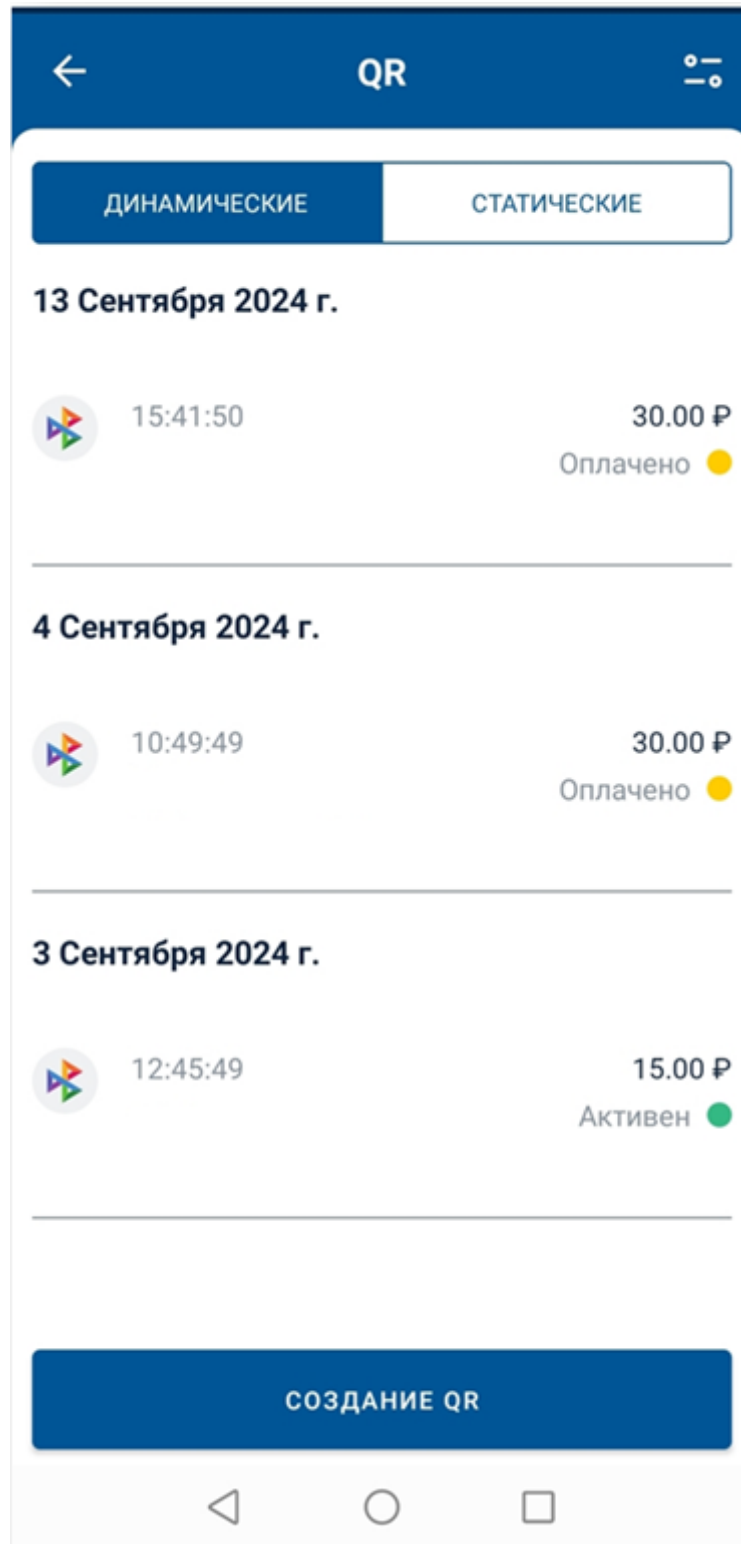 QR
ДИНАМИЧЕСКИЕ СТАТИЧЕСКИЕ
13 Сентября 2024 г.
15:41:50 30.00 ₽
Оплачено
4 Сентября 2024 г.
10:49:49 30.00 ₽
Оплачено
3 Сентября 2024 г.
12:45:49 15.00 ₽
Активен
СОЗДАНИЕ QR